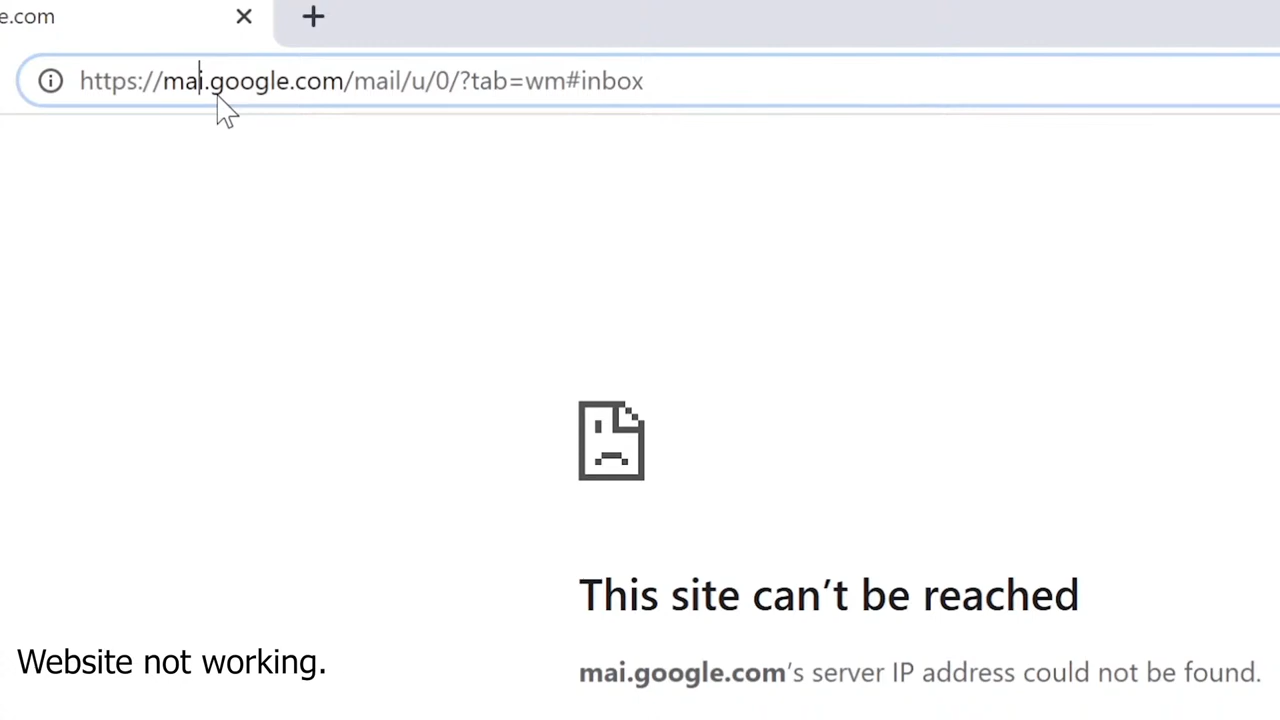 e.com
https://mai.google.com/mail/u/0/?tab=wm#inbox
This site can’t be reached
mai.google.com’s server IP address could not be found.
Website not working.